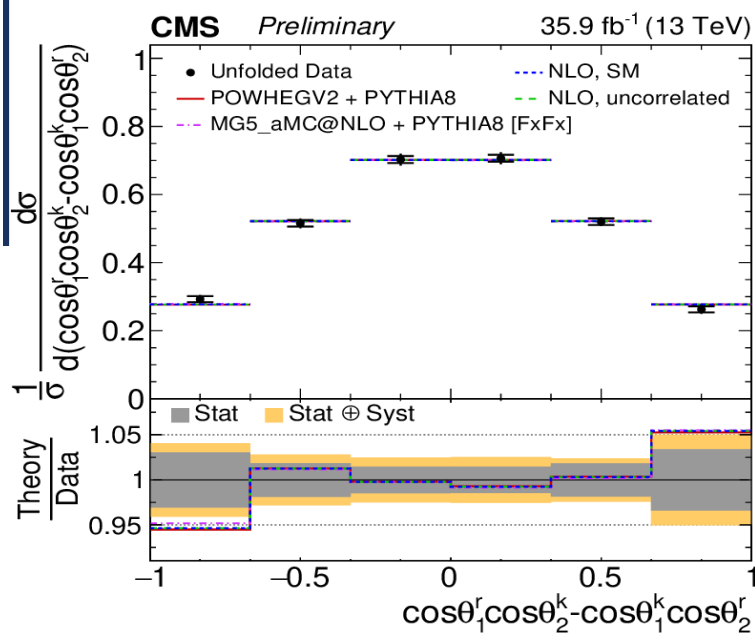 CMS Preliminary 35.9 fb⁻¹ (13 TeV)
Unfolded Data
POWHEGV2 + PYTHIA8
MG5_aMC@NLO + PYTHIA8 [FxFx]
NLO, SM
NLO, uncorrelated
1/σ dσ/d(cosθ₁ʳcosθ₂ᵏ-cosθ₁ᵏcosθ₂ʳ)
1
0.8
0.6
0.4
0.2
0
Stat Stat ⊕ Syst
Theory
Data
1.05
1
0.95
−1 −0.5 0 0.5 1
cosθ₁ʳcosθ₂ᵏ-cosθ₁ᵏcosθ₂ʳ